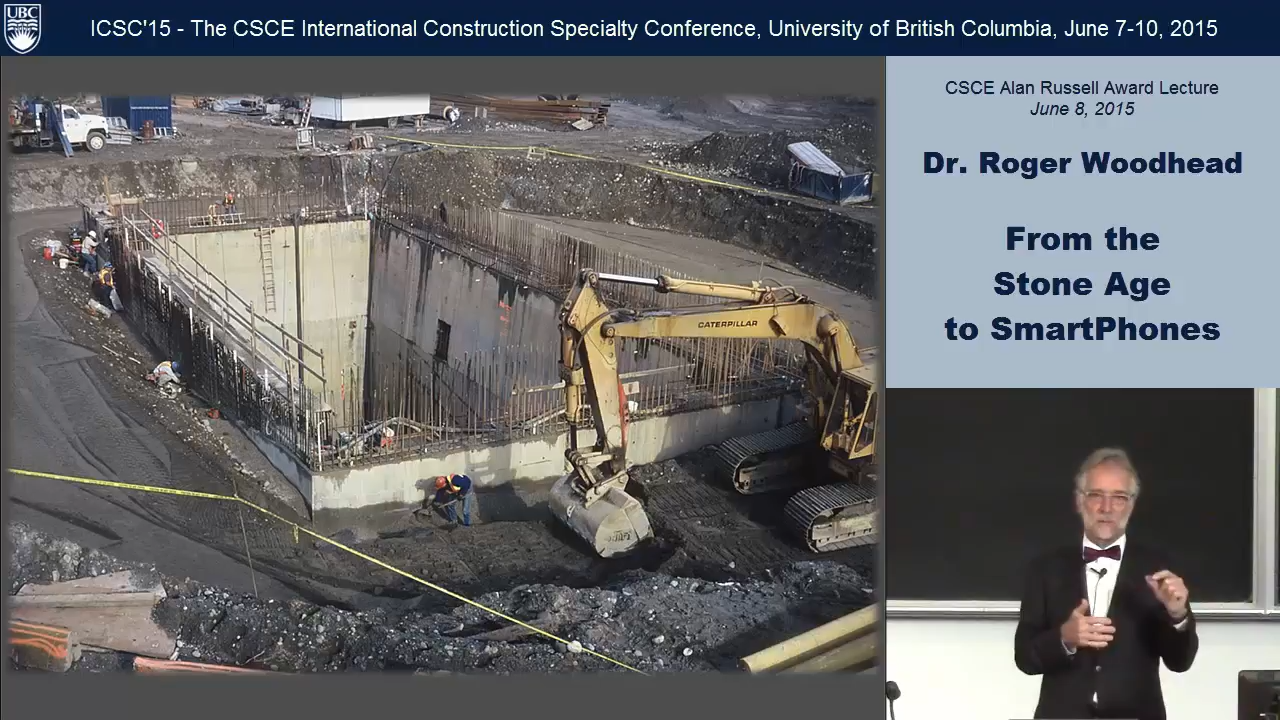 UBC
ICSC'15 - The CSCE International Construction Specialty Conference, University of British Columbia, June 7-10, 2015
CSCE Alan Russell Award Lecture
June 8, 2015
Dr. Roger Woodhead
From the
Stone Age
to SmartPhones
CATERPILLAR